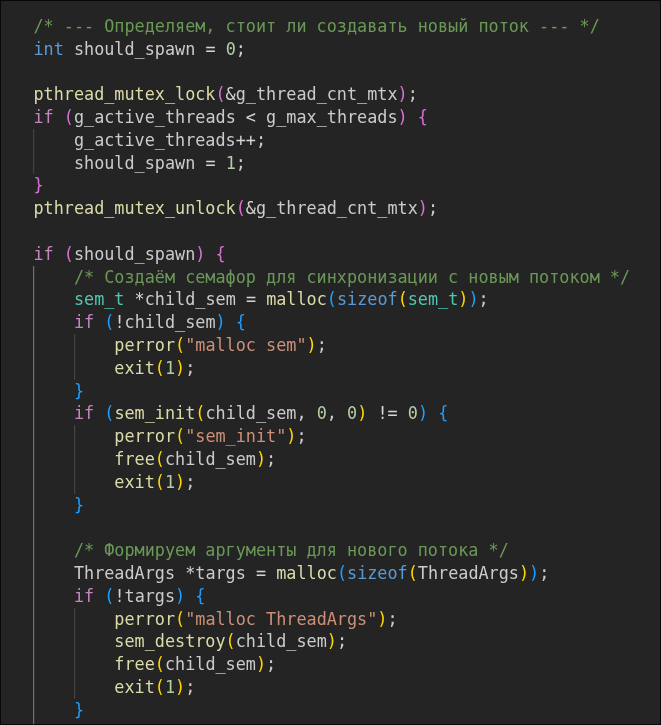 /* --- Определяем, стоит ли создавать новый поток --- */
int should_spawn = 0;

pthread_mutex_lock(&g_thread_cnt_mtx);
if (g_active_threads < g_max_threads) {
    g_active_threads++;
    should_spawn = 1;
}
pthread_mutex_unlock(&g_thread_cnt_mtx);

if (should_spawn) {
    /* Создаём семафор для синхронизации с новым потоком */
    sem_t *child_sem = malloc(sizeof(sem_t));
    if (!child_sem) {
        perror("malloc sem");
        exit(1);
    }
    if (sem_init(child_sem, 0, 0) != 0) {
        perror("sem_init");
        free(child_sem);
        exit(1);
    }

    /* Формируем аргументы для нового потока */
    ThreadArgs *targs = malloc(sizeof(ThreadArgs));
    if (!targs) {
        perror("malloc ThreadArgs");
        sem_destroy(child_sem);
        free(child_sem);
        exit(1);
    }